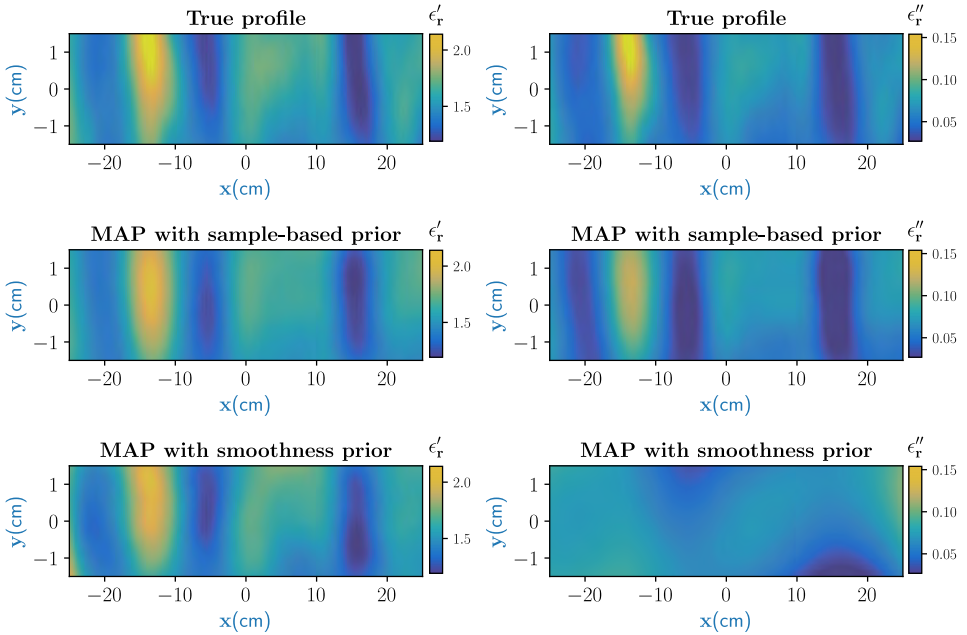 True profile
ϵ′r
y(cm)
1
0
−1
2.0
1.5
−20
−10
0
10
20
x(cm)
True profile
ϵ″r
y(cm)
1
0
−1
0.15
0.10
0.05
−20
−10
0
10
20
x(cm)
MAP with sample-based prior
ϵ′r
y(cm)
1
0
−1
2.0
1.5
−20
−10
0
10
20
x(cm)
MAP with sample-based prior
ϵ″r
y(cm)
1
0
−1
0.15
0.10
0.05
−20
−10
0
10
20
x(cm)
MAP with smoothness prior
ϵ′r
y(cm)
1
0
−1
2.0
1.5
−20
−10
0
10
20
x(cm)
MAP with smoothness prior
ϵ″r
y(cm)
1
0
−1
0.15
0.10
0.05
−20
−10
0
10
20
x(cm)